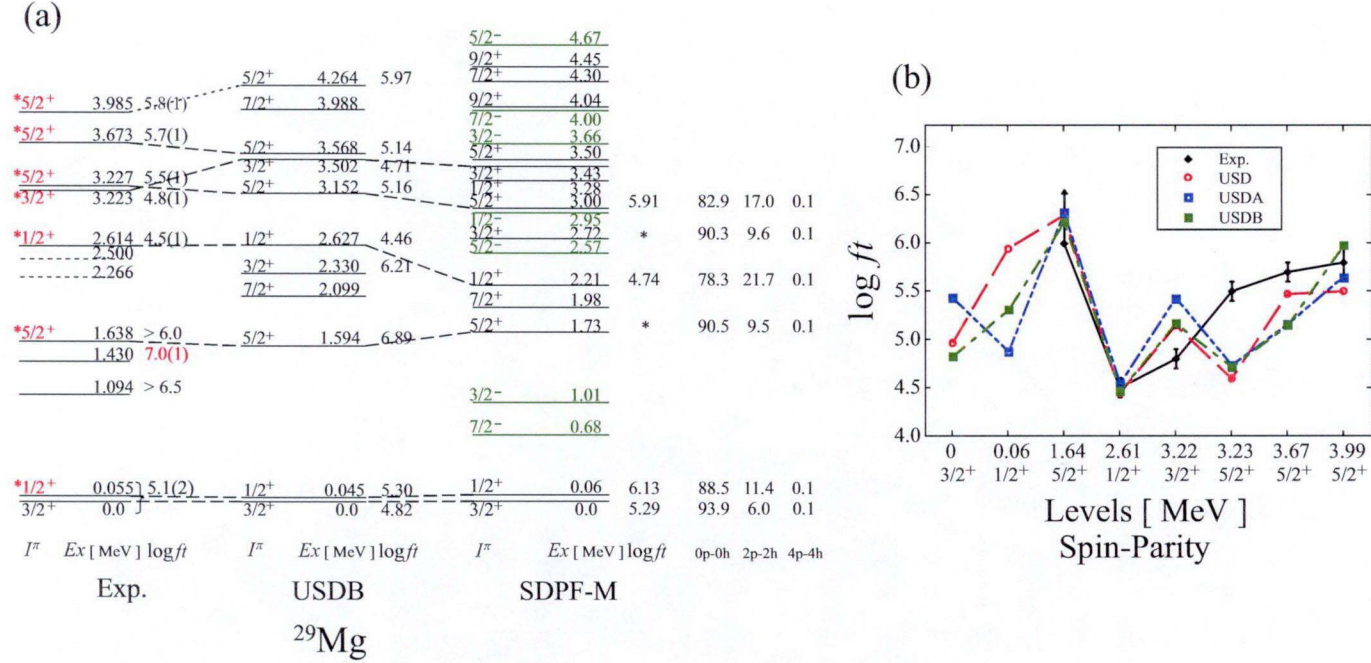 (a)
*5/2⁺ 3.985 5.8(1)
*5/2⁺ 3.673 5.7(1)
*5/2⁺ 3.227 5.5(1)
*3/2⁺ 3.223 4.8(1)
*1/2⁺ 2.614 4.5(1)
2.500
2.266
*5/2⁺ 1.638 > 6.0
1.430 7.0(1)
1.094 > 6.5
*1/2⁺ 0.055 5.1(2)
3/2⁺ 0.0
I^π Ex [ MeV ] log ft
Exp.
5/2⁺ 4.264 5.97
7/2⁺ 3.988
5/2⁺ 3.568 5.14
3/2⁺ 3.502 4.71
5/2⁺ 3.152 5.16
1/2⁺ 2.627 4.46
3/2⁺ 2.330 6.21
7/2⁺ 2.099
5/2⁺ 1.594 6.89
1/2⁺ 0.045 5.30
3/2⁺ 0.0 4.82
I^π Ex [ MeV ] log ft
USDB
5/2⁻ 4.67
9/2⁺ 4.45
7/2⁺ 4.30
9/2⁺ 4.04
7/2⁻ 4.00
3/2⁻ 3.66
5/2⁺ 3.50
3/2⁺ 3.43
1/2⁺ 3.28
5/2⁺ 3.00 5.91 82.9 17.0 0.1
1/2⁻ 2.95
3/2⁺ 2.72 * 90.3 9.6 0.1
5/2⁻ 2.57
1/2⁺ 2.21 4.74 78.3 21.7 0.1
7/2⁺ 1.98
5/2⁺ 1.73 * 90.5 9.5 0.1
3/2⁻ 1.01
7/2⁻ 0.68
1/2⁺ 0.06 6.13 88.5 11.4 0.1
3/2⁺ 0.0 5.29 93.9 6.0 0.1
I^π Ex [ MeV ] log ft 0p-0h 2p-2h 4p-4h
SDPF-M
²⁹Mg
(b)
log ft
7.0
6.5
6.0
5.5
5.0
4.5
4.0
Exp.
USD
USDA
USDB
0 0.06 1.64 2.61 3.22 3.23 3.67 3.99
3/2⁺ 1/2⁺ 5/2⁺ 1/2⁺ 3/2⁺ 5/2⁺ 5/2⁺ 5/2⁺
Levels [ MeV ]
Spin-Parity